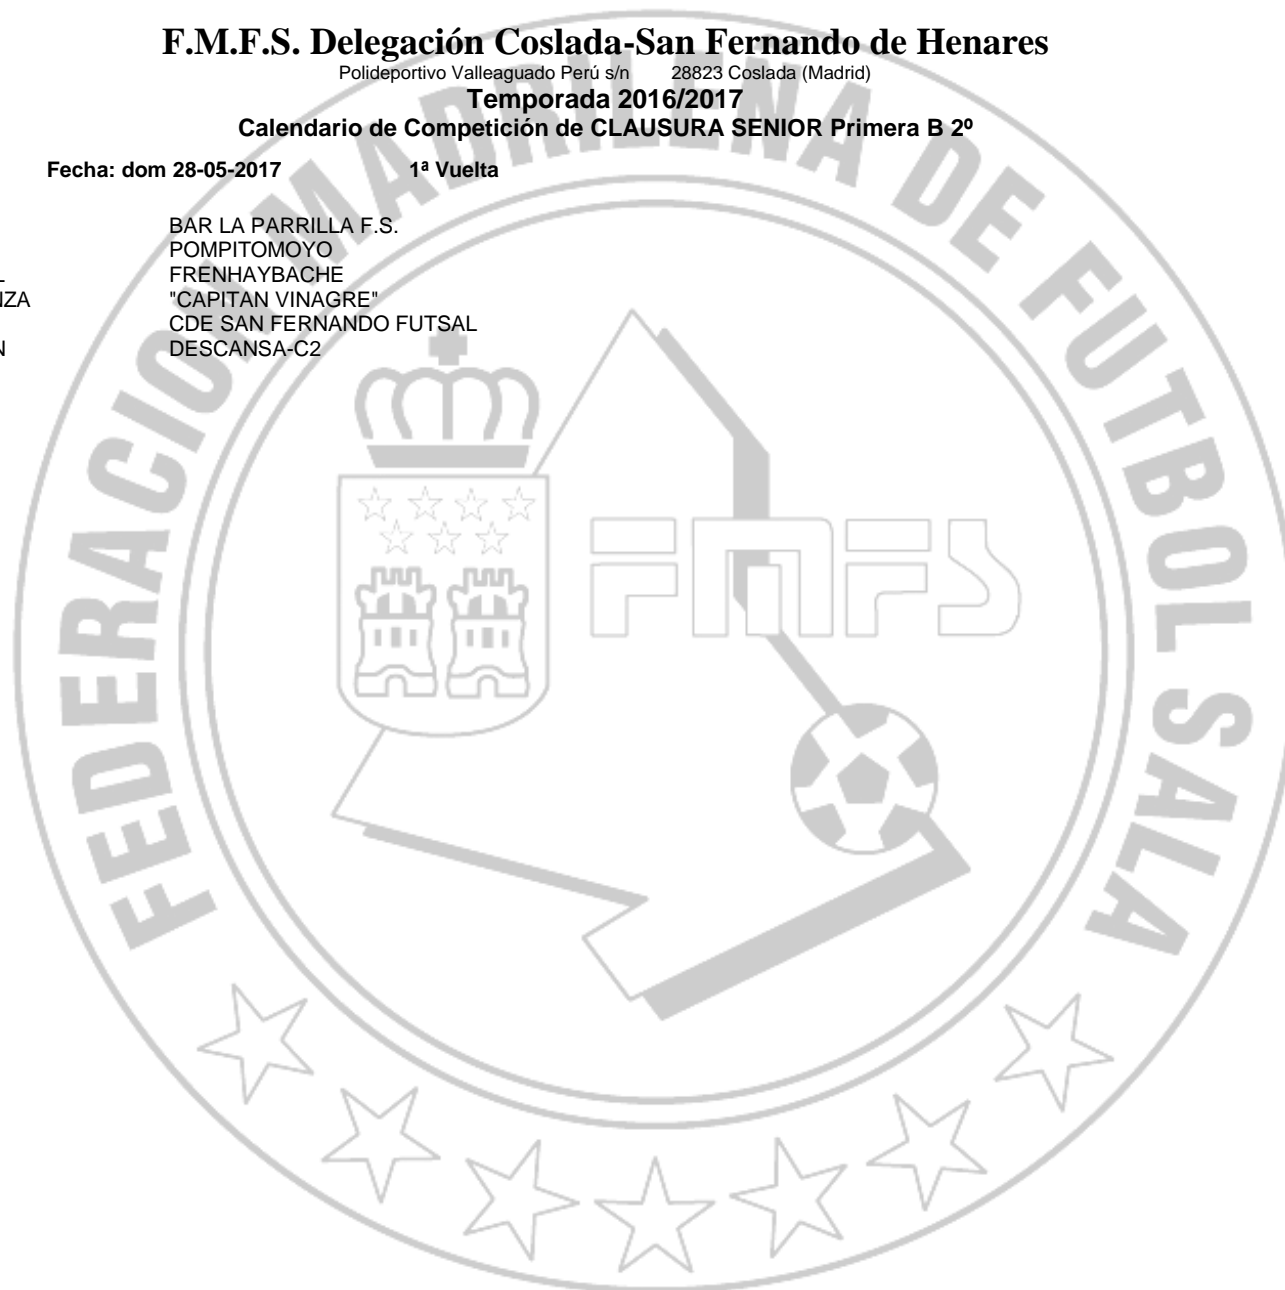 F.M.F.S. Delegación Coslada-San Fernando de Henares
Polideportivo Valleaguado Perú s/n 28823 Coslada (Madrid)
Temporada 2016/2017
Calendario de Competición de CLAUSURA SENIOR Primera B 2º
Fecha: dom 28-05-2017 1ª Vuelta
BAR LA PARRILLA F.S.
POMPITOMOYO
FRENHAYBACHE
"CAPITAN VINAGRE"
CDE SAN FERNANDO FUTSAL
DESCANSA-C2
FEDERACION MADRILEÑA DE FUTBOL SALA
FMFS